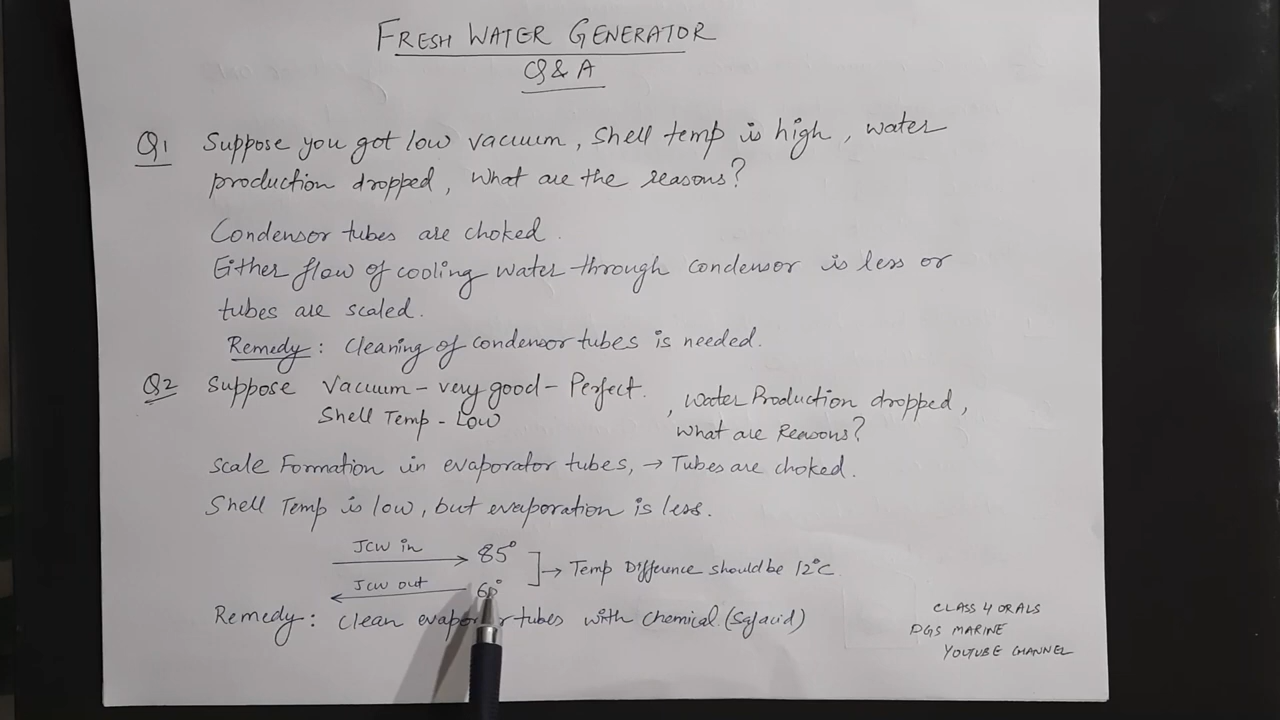 FRESH WATER GENERATOR
Q & A
Q1 Suppose you got low vacuum, Shell temp is high, water
production dropped, What are the reasons?
Condensor tubes are choked.
Either flow of cooling water through condensor is less or
tubes are scaled.
Remedy: Cleaning of condensor tubes is needed.
Q2 Suppose Vacuum - very good - Perfect.
Shell Temp - Low
, Water Production dropped,
What are Reasons?
Scale Formation in evaporator tubes, → Tubes are choked.
Shell Temp is low, but evaporation is less.
JCW in → 85°
JCW out ← 60°
] → Temp Difference should be 12°C.
Remedy: Clean evaporator tubes with Chemical (Saf acid)
CLASS 4 ORALS
DGS MARINE
YOUTUBE CHANNEL